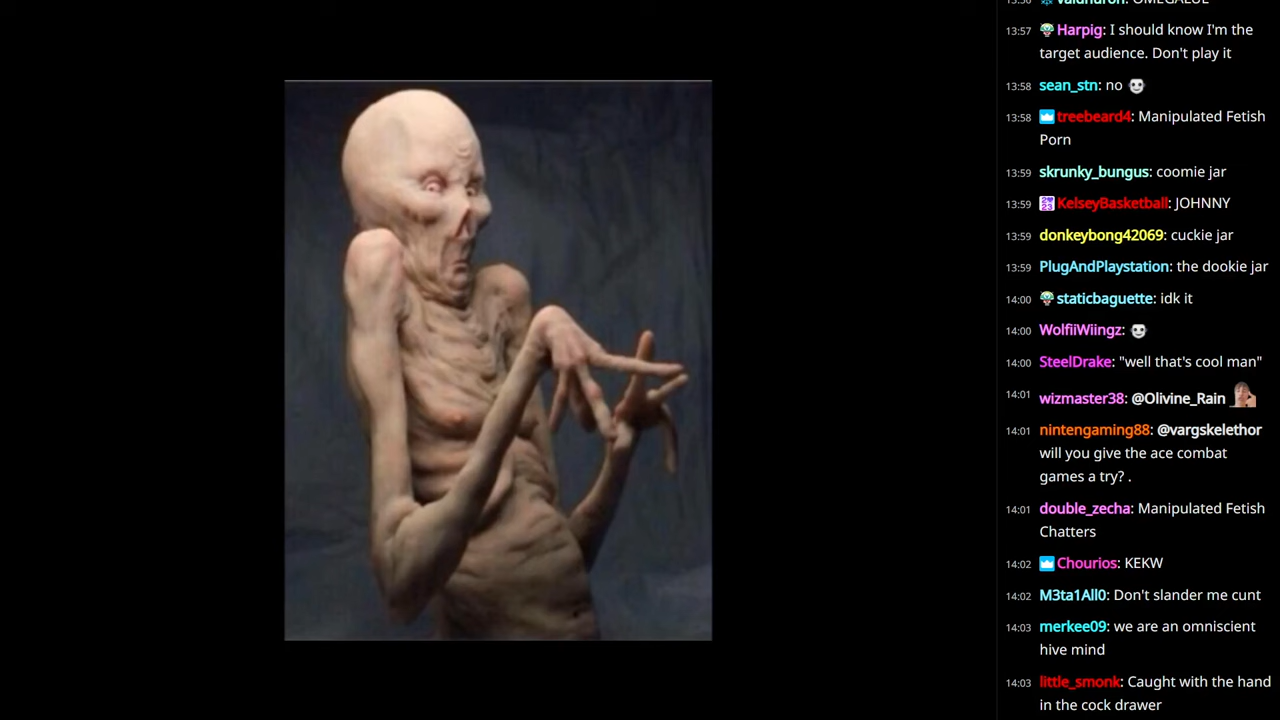 13:56 valdhuron: OMEGALUL
13:57 Harpig: I should know I'm the
target audience. Don't play it
13:58 sean_stn: no
13:58 treebeard4: Manipulated Fetish
Porn
13:59 skrunky_bungus: coomie jar
13:59 KelseyBasketball: JOHNNY
13:59 donkeybong42069: cuckie jar
13:59 PlugAndPlaystation: the dookie jar
14:00 staticbaguette: idk it
14:00 WolfiiWiingz:
14:00 SteelDrake: "well that's cool man"
14:01 wizmaster38: @Olivine_Rain
14:01 nintengaming88: @vargskelethor
will you give the ace combat
games a try? .
14:01 double_zecha: Manipulated Fetish
Chatters
14:02 Chourios: KEKW
14:02 M3ta1All0: Don't slander me cunt
14:03 merkee09: we are an omniscient
hive mind
14:03 little_smonk: Caught with the hand
in the cock drawer